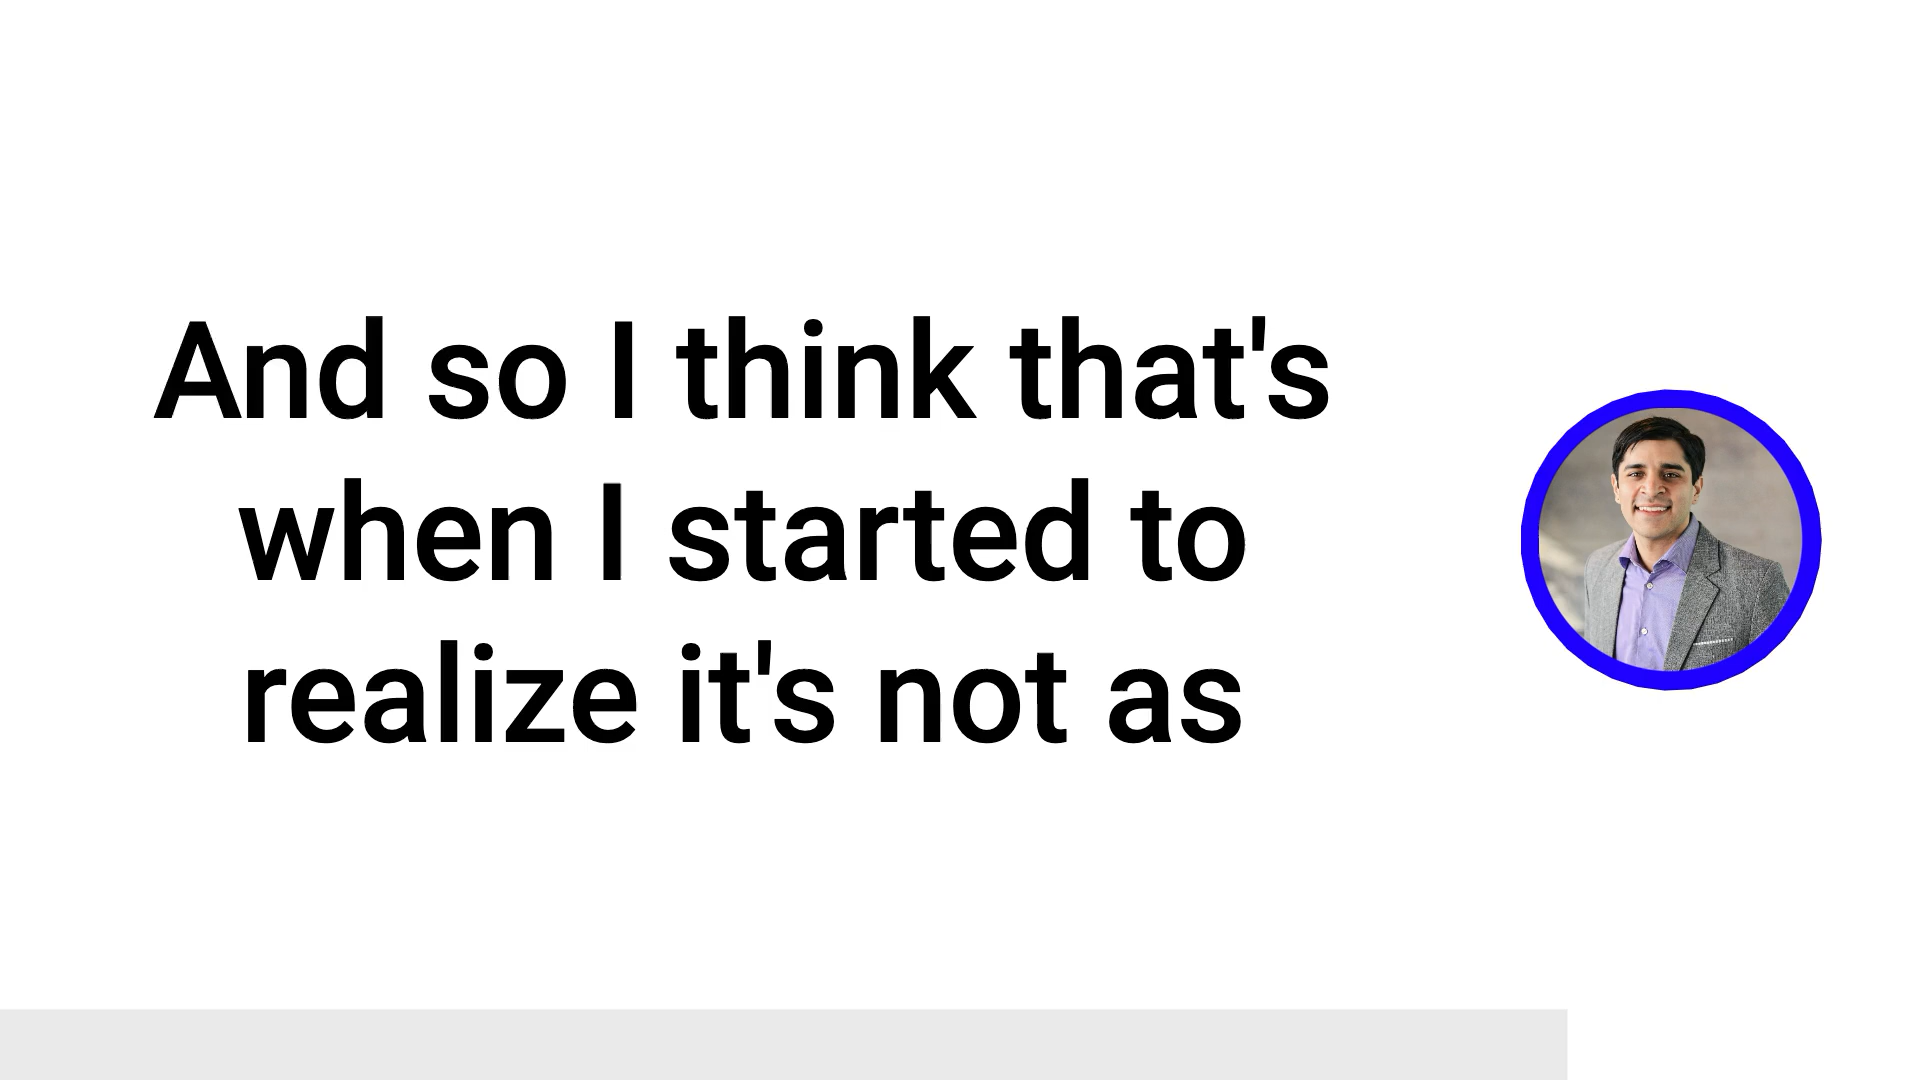 And so I think that's
when I started to
realize it's not as